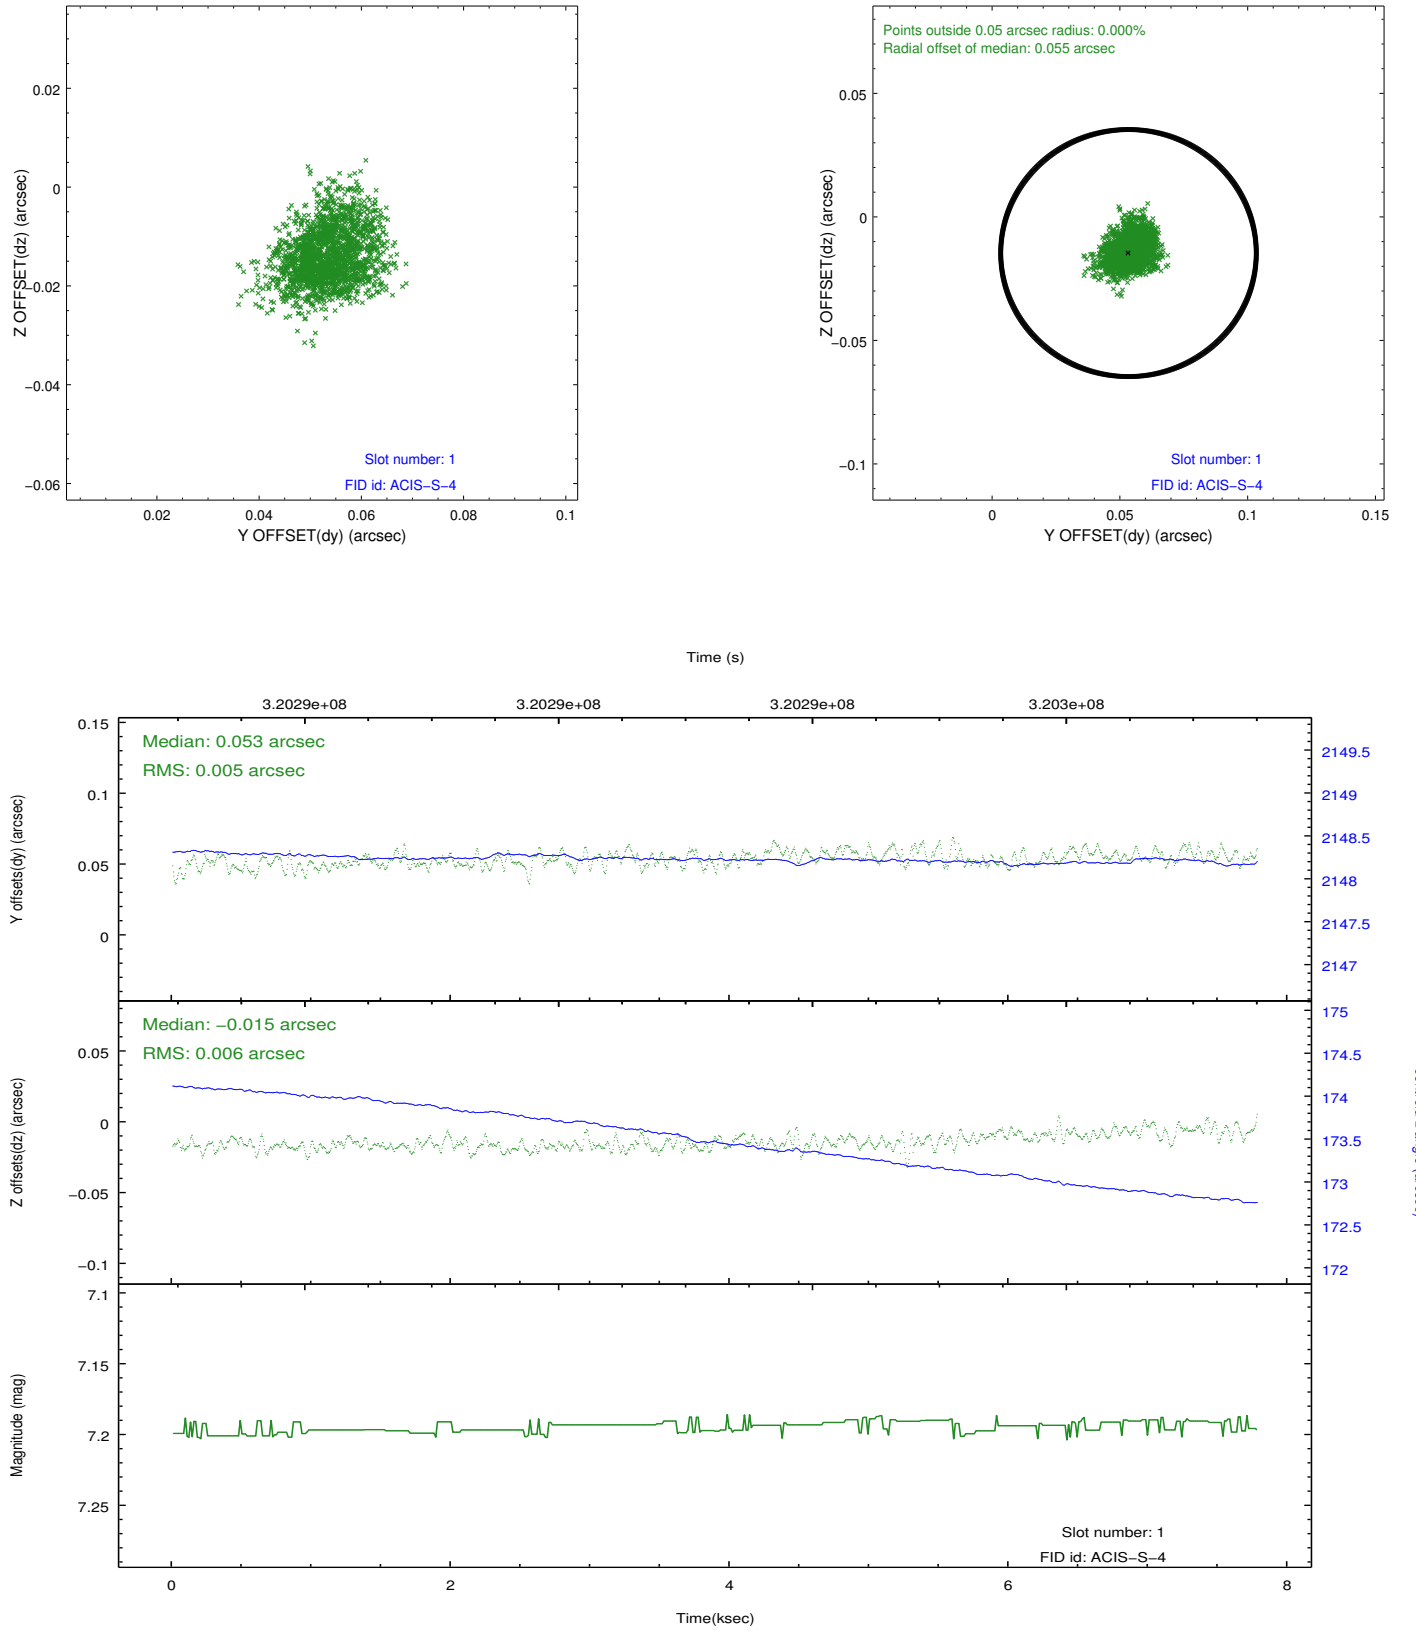 0.02
0
−0.02
−0.04
−0.06
Z OFFSET(dz) (arcsec)
Slot number: 1
FID id: ACIS−S−4
0.02 0.04 0.06 0.08 0.1
Y OFFSET(dy) (arcsec)
Points outside 0.05 arcsec radius: 0.000%
Radial offset of median: 0.055 arcsec
0.05
0
−0.05
−0.1
Z OFFSET(dz) (arcsec)
Slot number: 1
FID id: ACIS−S−4
0 0.05 0.1 0.15
Y OFFSET(dy) (arcsec)
Time (s)
3.2029e+08 3.2029e+08 3.2029e+08 3.203e+08
Median: 0.053 arcsec
RMS: 0.005 arcsec
0.15
0.1
0.05
0
Y offsets(dy) (arcsec)
2149.5
2149
2148.5
2148
2147.5
2147
Median: −0.015 arcsec
RMS: 0.006 arcsec
0.05
0
−0.05
−0.1
Z offsets(dz) (arcsec)
175
174.5
174
173.5
173
172.5
172
7.1
7.15
7.2
7.25
Magnitude (mag)
Slot number: 1
FID id: ACIS−S−4
0 2 4 6 8
Time(ksec)